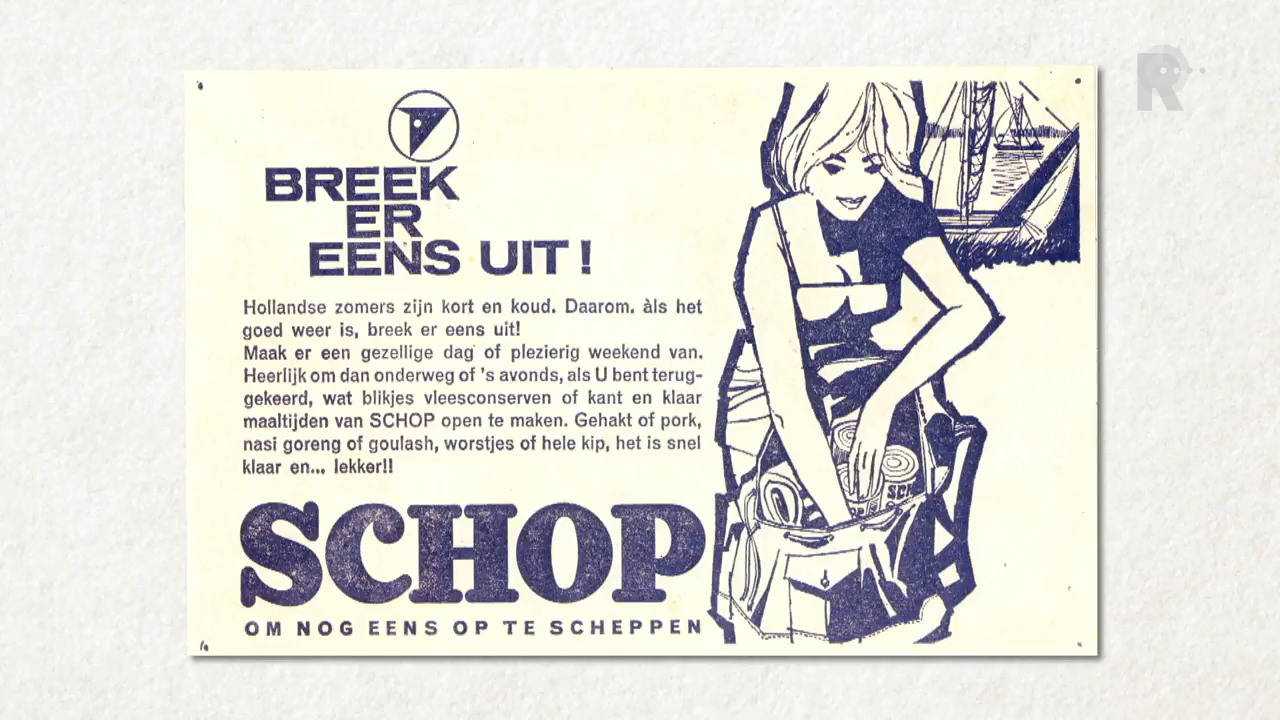 BREEK
ER
EENS UIT!
Hollandse zomers zijn kort en koud. Daarom. àls het
goed weer is, breek er eens uit!
Maak er een gezellige dag of plezierig weekend van.
Heerlijk om dan onderweg of 's avonds, als U bent terug-
gekeerd, wat blikjes vleesconserven of kant en klaar
maaltijden van SCHOP open te maken. Gehakt of pork,
nasi goreng of goulash, worstjes of hele kip, het is snel
klaar en... lekker!!
SCHOP
OM NOG EENS OP TE SCHEPPEN
R